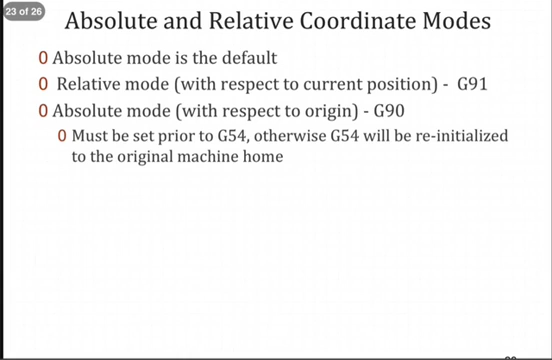 23 of 26
Absolute and Relative Coordinate Modes
0 Absolute mode is the default
0 Relative mode (with respect to current position) - G91
0 Absolute mode (with respect to origin) - G90
0 Must be set prior to G54, otherwise G54 will be re-initialized
to the original machine home